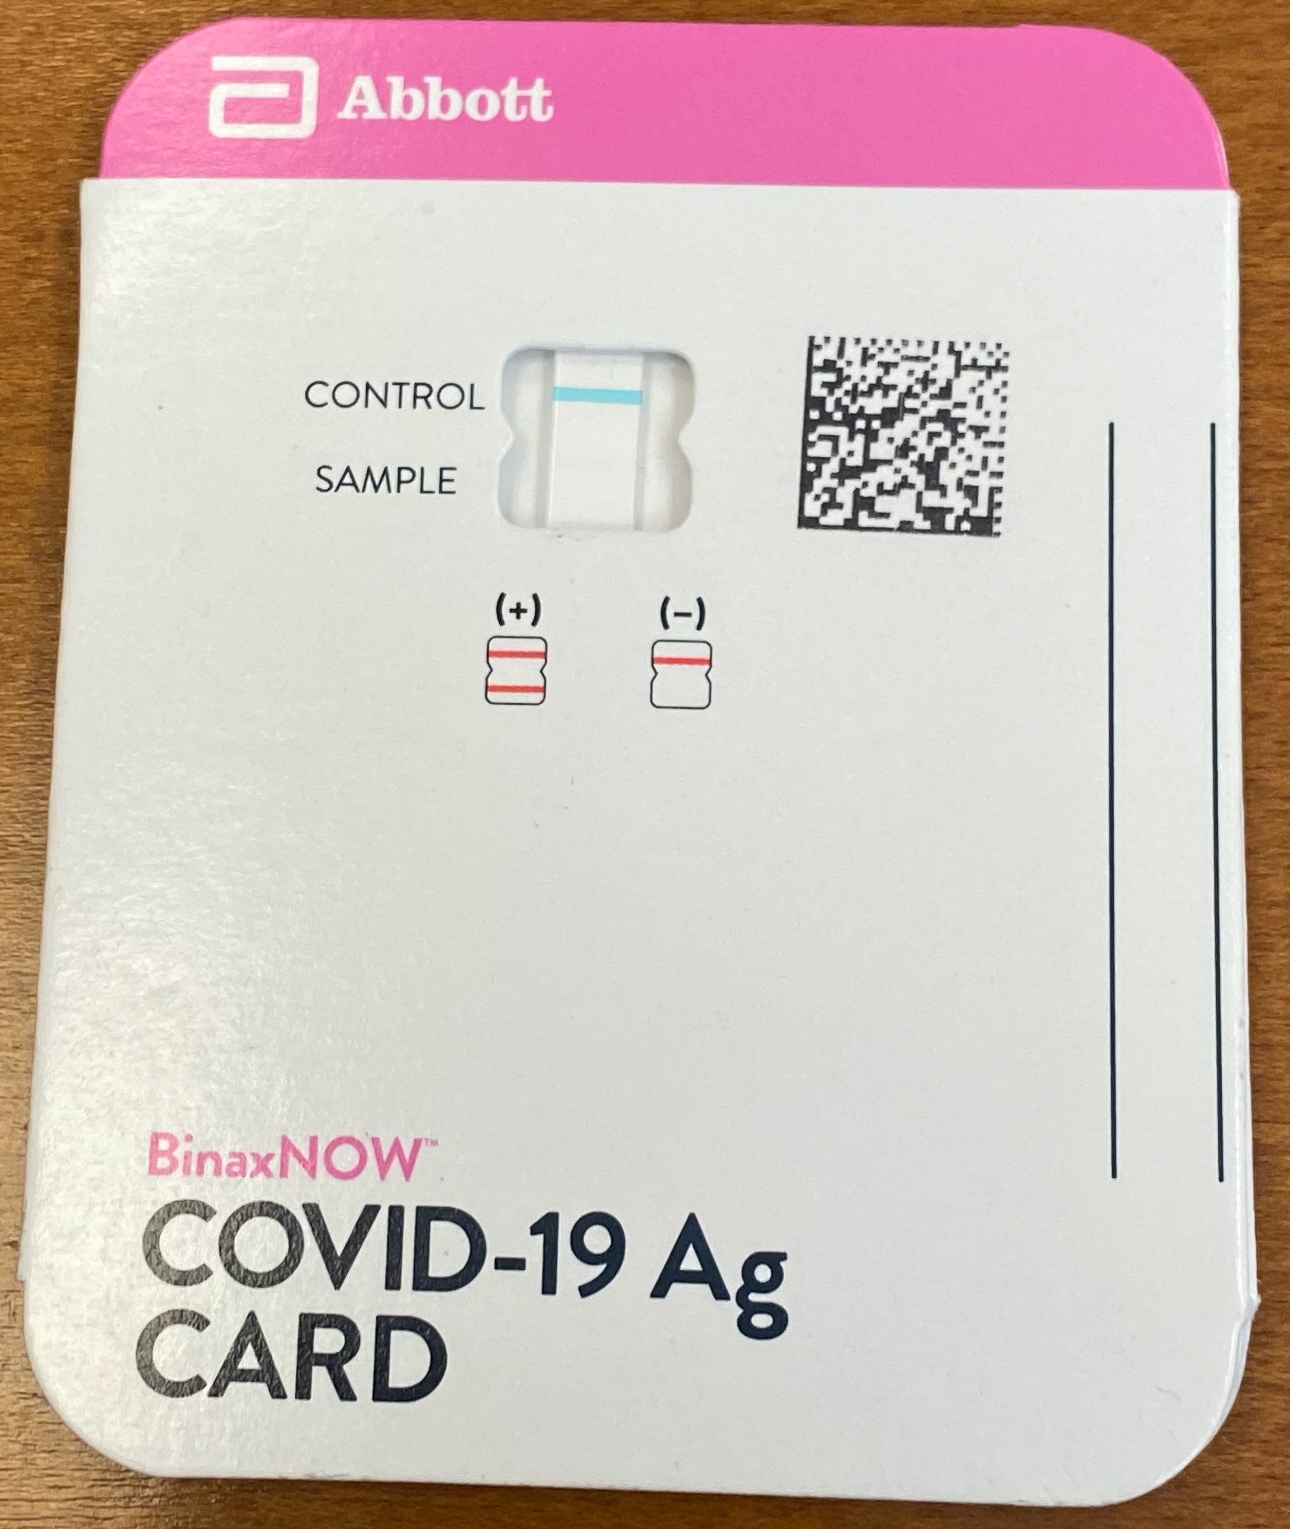 Abbott
CONTROL
SAMPLE
(+) (-)
BinaxNOW™
COVID-19 Ag
CARD